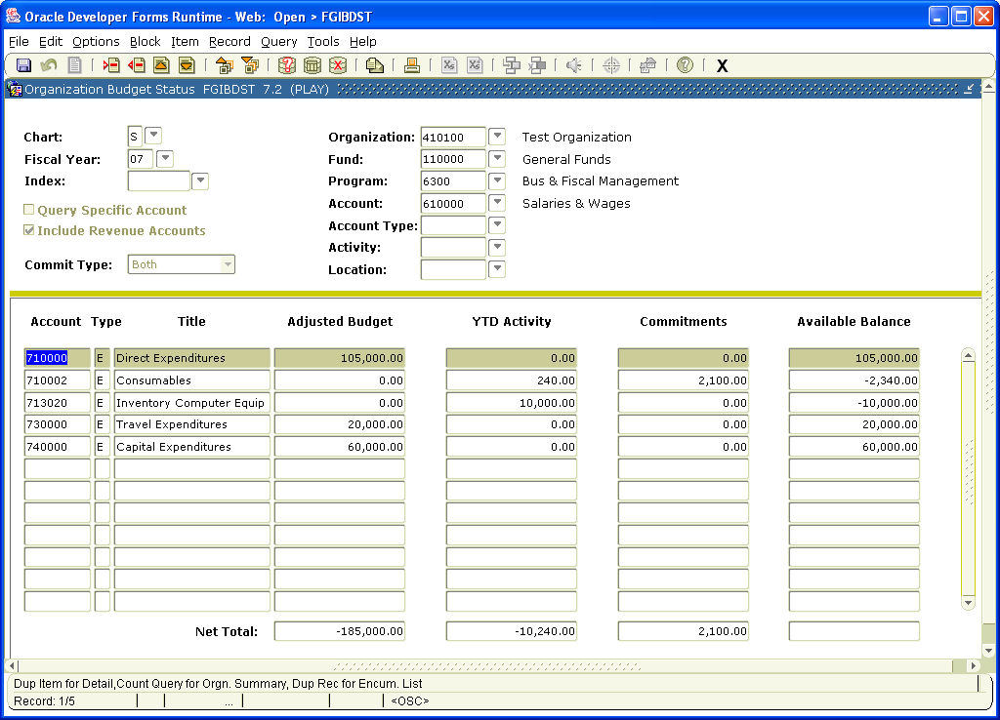 Oracle Developer Forms Runtime - Web: Open > FGIBDST
File Edit Options Block Item Record Query Tools Help
Organization Budget Status FGIBDST 7.2 (PLAY)
Chart: S Organization: 410100 Test Organization
Fiscal Year: 07 Fund: 110000 General Funds
Index: Program: 6300 Bus & Fiscal Management
Account: 610000 Salaries & Wages
Query Specific Account
Account Type:
Include Revenue Accounts
Activity:
Commit Type: Both Location:
Account Type Title Adjusted Budget YTD Activity Commitments Available Balance
710000 E Direct Expenditures 105,000.00 0.00 0.00 105,000.00
710002 E Consumables 0.00 240.00 2,100.00 -2,340.00
713020 E Inventory Computer Equip 0.00 10,000.00 0.00 -10,000.00
730000 E Travel Expenditures 20,000.00 0.00 0.00 20,000.00
740000 E Capital Expenditures 60,000.00 0.00 0.00 60,000.00
Net Total: -185,000.00 -10,240.00 2,100.00
Dup Item for Detail,Count Query for Orgn. Summary, Dup Rec for Encum. List
Record: 1/5 ... <OSC>